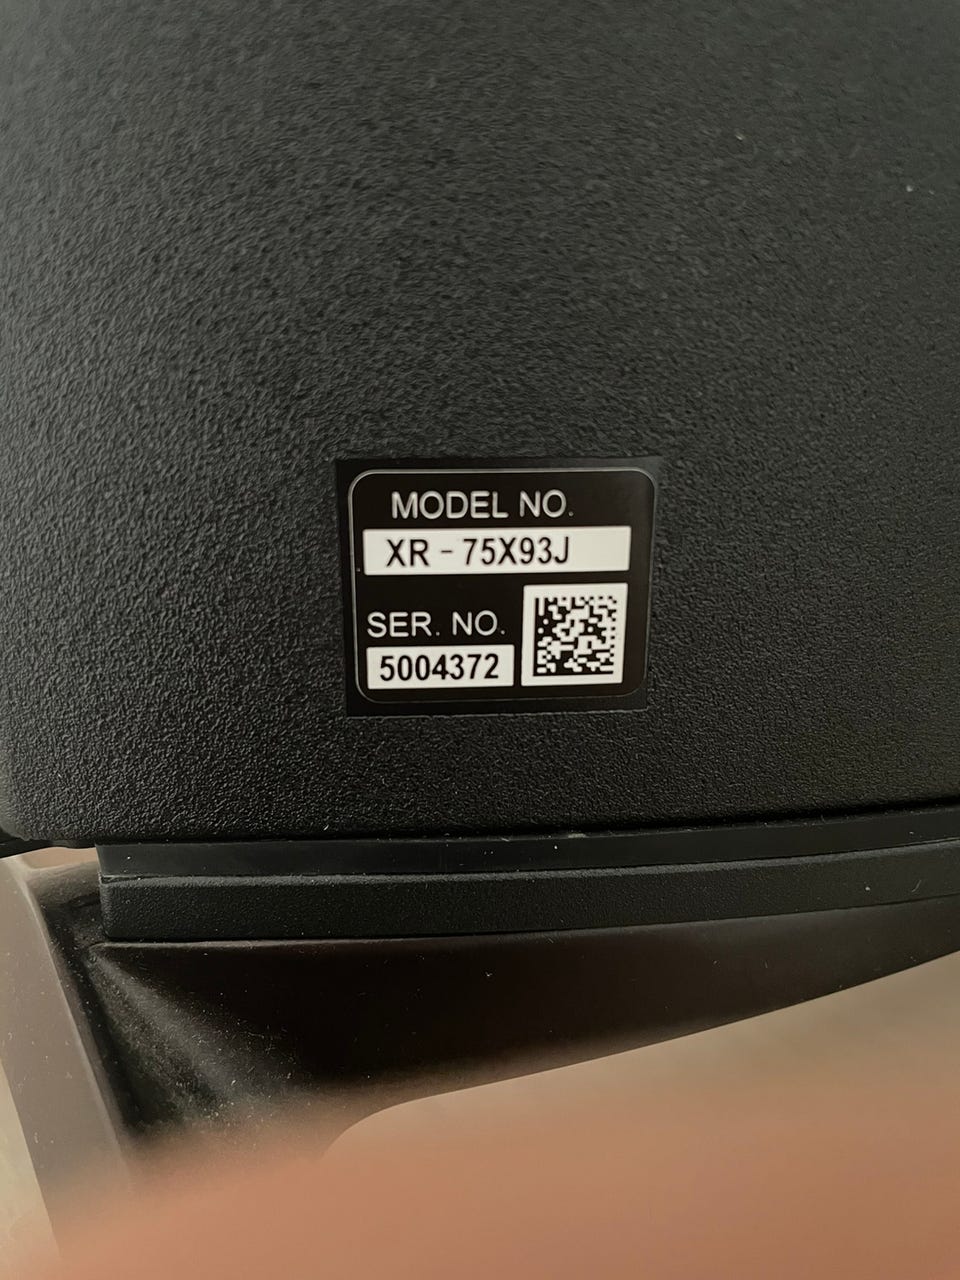 MODEL NO.
XR - 75X93J
SER. NO.
5004372